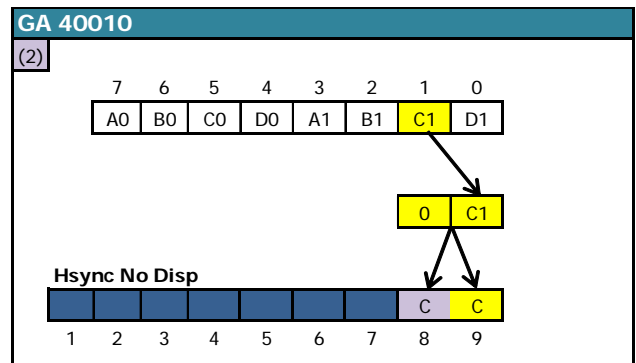 GA 40010
(2)
7 6 5 4 3 2 1 0
A0 B0 C0 D0 A1 B1 C1 D1
0 C1
Hsync No Disp
C C
1 2 3 4 5 6 7 8 9